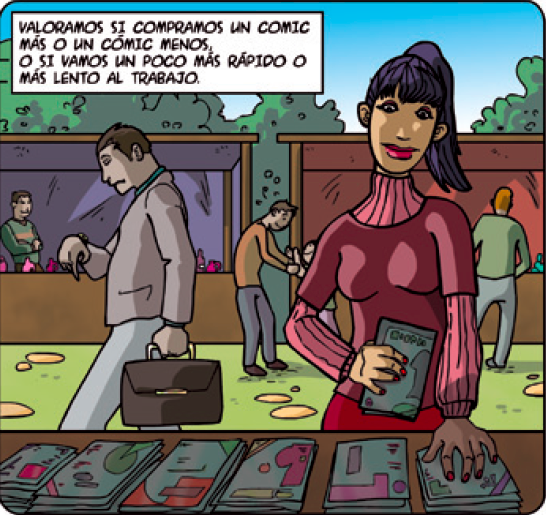 VALORAMOS SI COMPRAMOS UN COMIC
MÁS O UN CÓMIC MENOS,
O SI VAMOS UN POCO MÁS RÁPIDO O
MÁS LENTO AL TRABAJO.